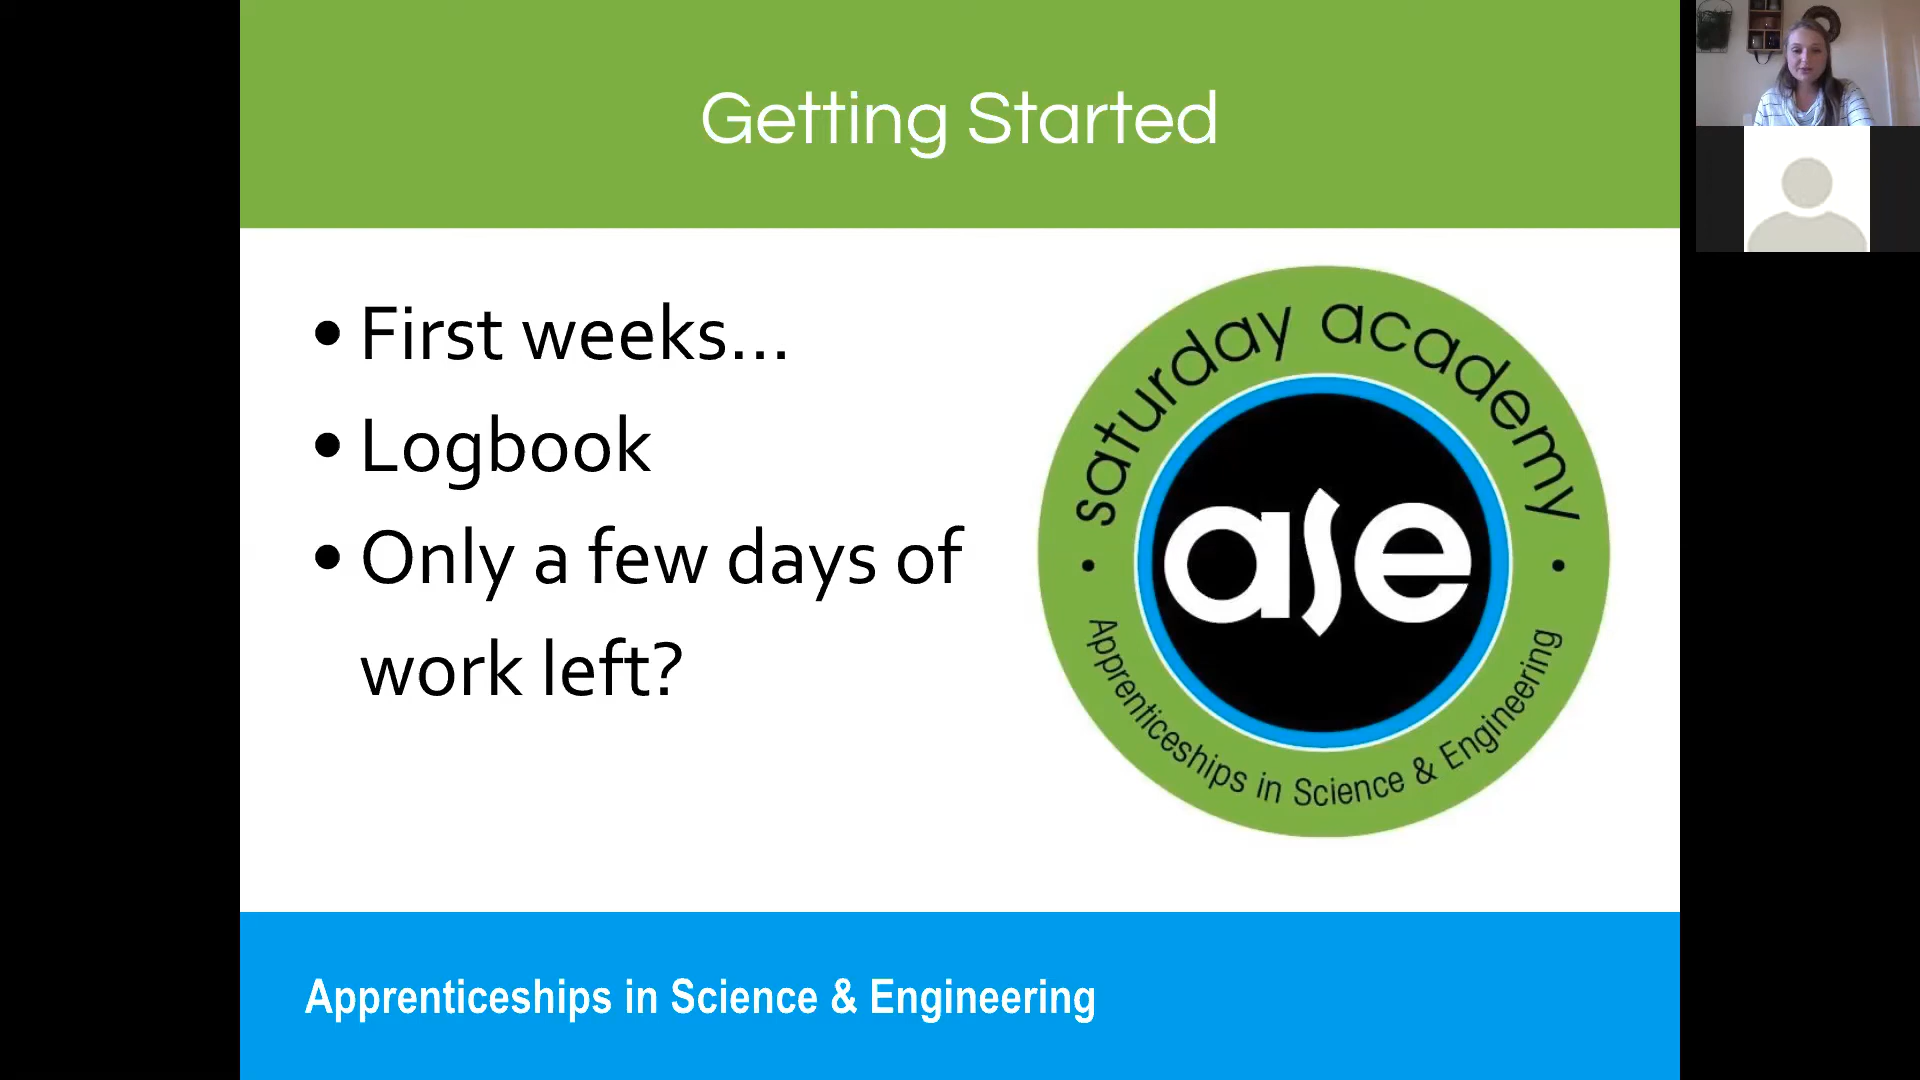 Getting Started
• First weeks...
• Logbook
• Only a few days of
work left?
saturday academy
ase
Apprenticeships in Science & Engineering
Apprenticeships in Science & Engineering